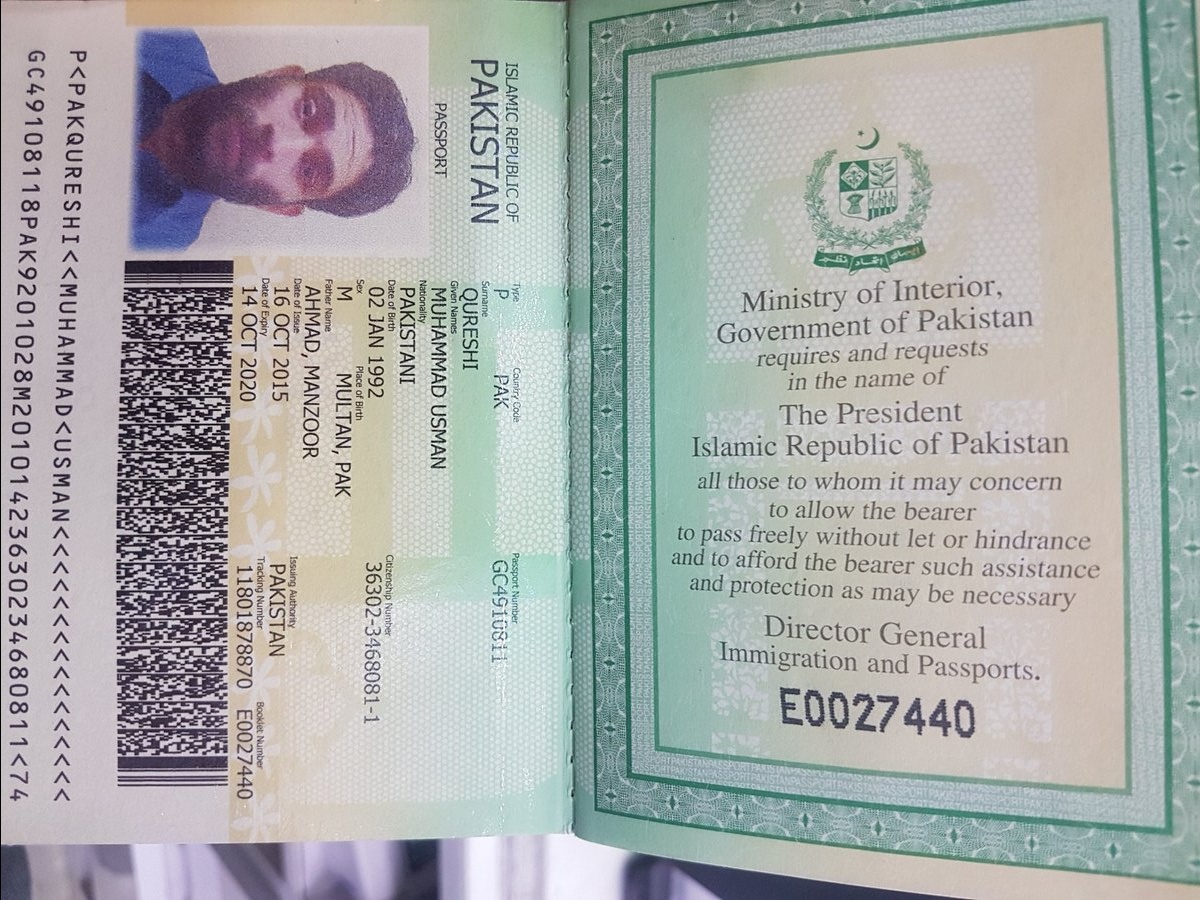 ISLAMIC REPUBLIC OF
PAKISTAN
PASSPORT
Type Country Code Passport Number
P PAK GC4910811
Surname
QURESHI
Given Names
MUHAMMAD USMAN
Nationality
PAKISTANI
Date of Birth Citizenship Number
02 JAN 1992 36302-3468081-1
Sex Place of Birth
M MULTAN, PAK
Father Name
AHMAD, MANZOOR
Date of Issue Issuing Authority
16 OCT 2015 PAKISTAN
Date of Expiry Tracking Number Booklet Number
14 OCT 2020 11801878870 E0027440
P<PAKQURESHI<<MUHAMMAD<USMAN<<<<<<<<<<<<<<<<
GC49108118PAK9201028M20101423630234680811<74
Ministry of Interior,
Government of Pakistan
requires and requests
in the name of
The President
Islamic Republic of Pakistan
all those to whom it may concern
to allow the bearer
to pass freely without let or hindrance
and to afford the bearer such assistance
and protection as may be necessary
Director General
Immigration and Passports.
E0027440